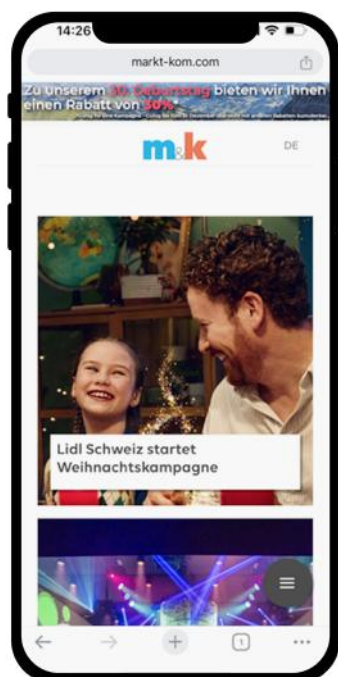 14:26
markt-kom.com
Zu unserem 30. Geburtstag bieten wir Ihnen
einen Rabatt von 30%*
m&k
DE
Lidl Schweiz startet
Weihnachtskampagne
1